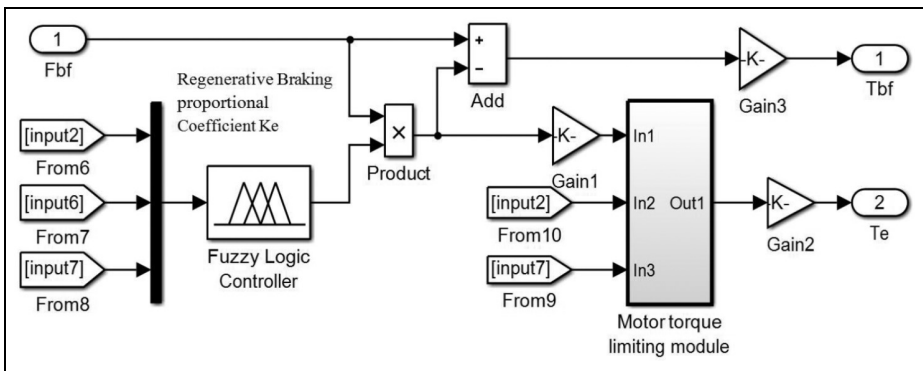 1
Fbf
Regenerative Braking
proportional
Coefficient Ke
[input2]
From6
[input6]
From7
[input7]
From8
Fuzzy Logic
Controller
×
Product
+
−
Add
-K-
Gain1
[input2]
From10
[input7]
From9
In1
In2
In3
Out1
Motor torque
limiting module
-K-
Gain3
1
Tbf
-K-
Gain2
2
Te